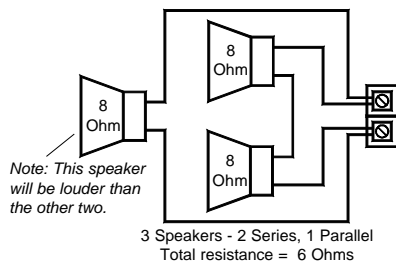 8
Ohm
8
Ohm
8
Ohm
Note: This speaker
will be louder than
the other two.
3 Speakers - 2 Series, 1 Parallel
Total resistance = 6 Ohms